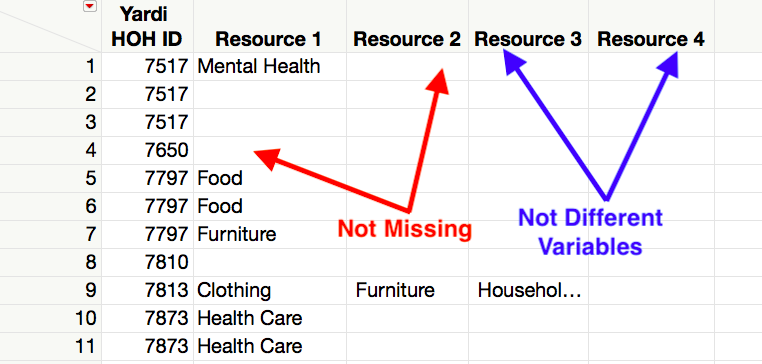 Yardi
HOH ID Resource 1 Resource 2 Resource 3 Resource 4
1 7517 Mental Health
2 7517
3 7517
4 7650
5 7797 Food
6 7797 Food
7 7797 Furniture
8 7810
9 7813 Clothing Furniture Househol...
10 7873 Health Care
11 7873 Health Care
Not Missing
Not Different
Variables